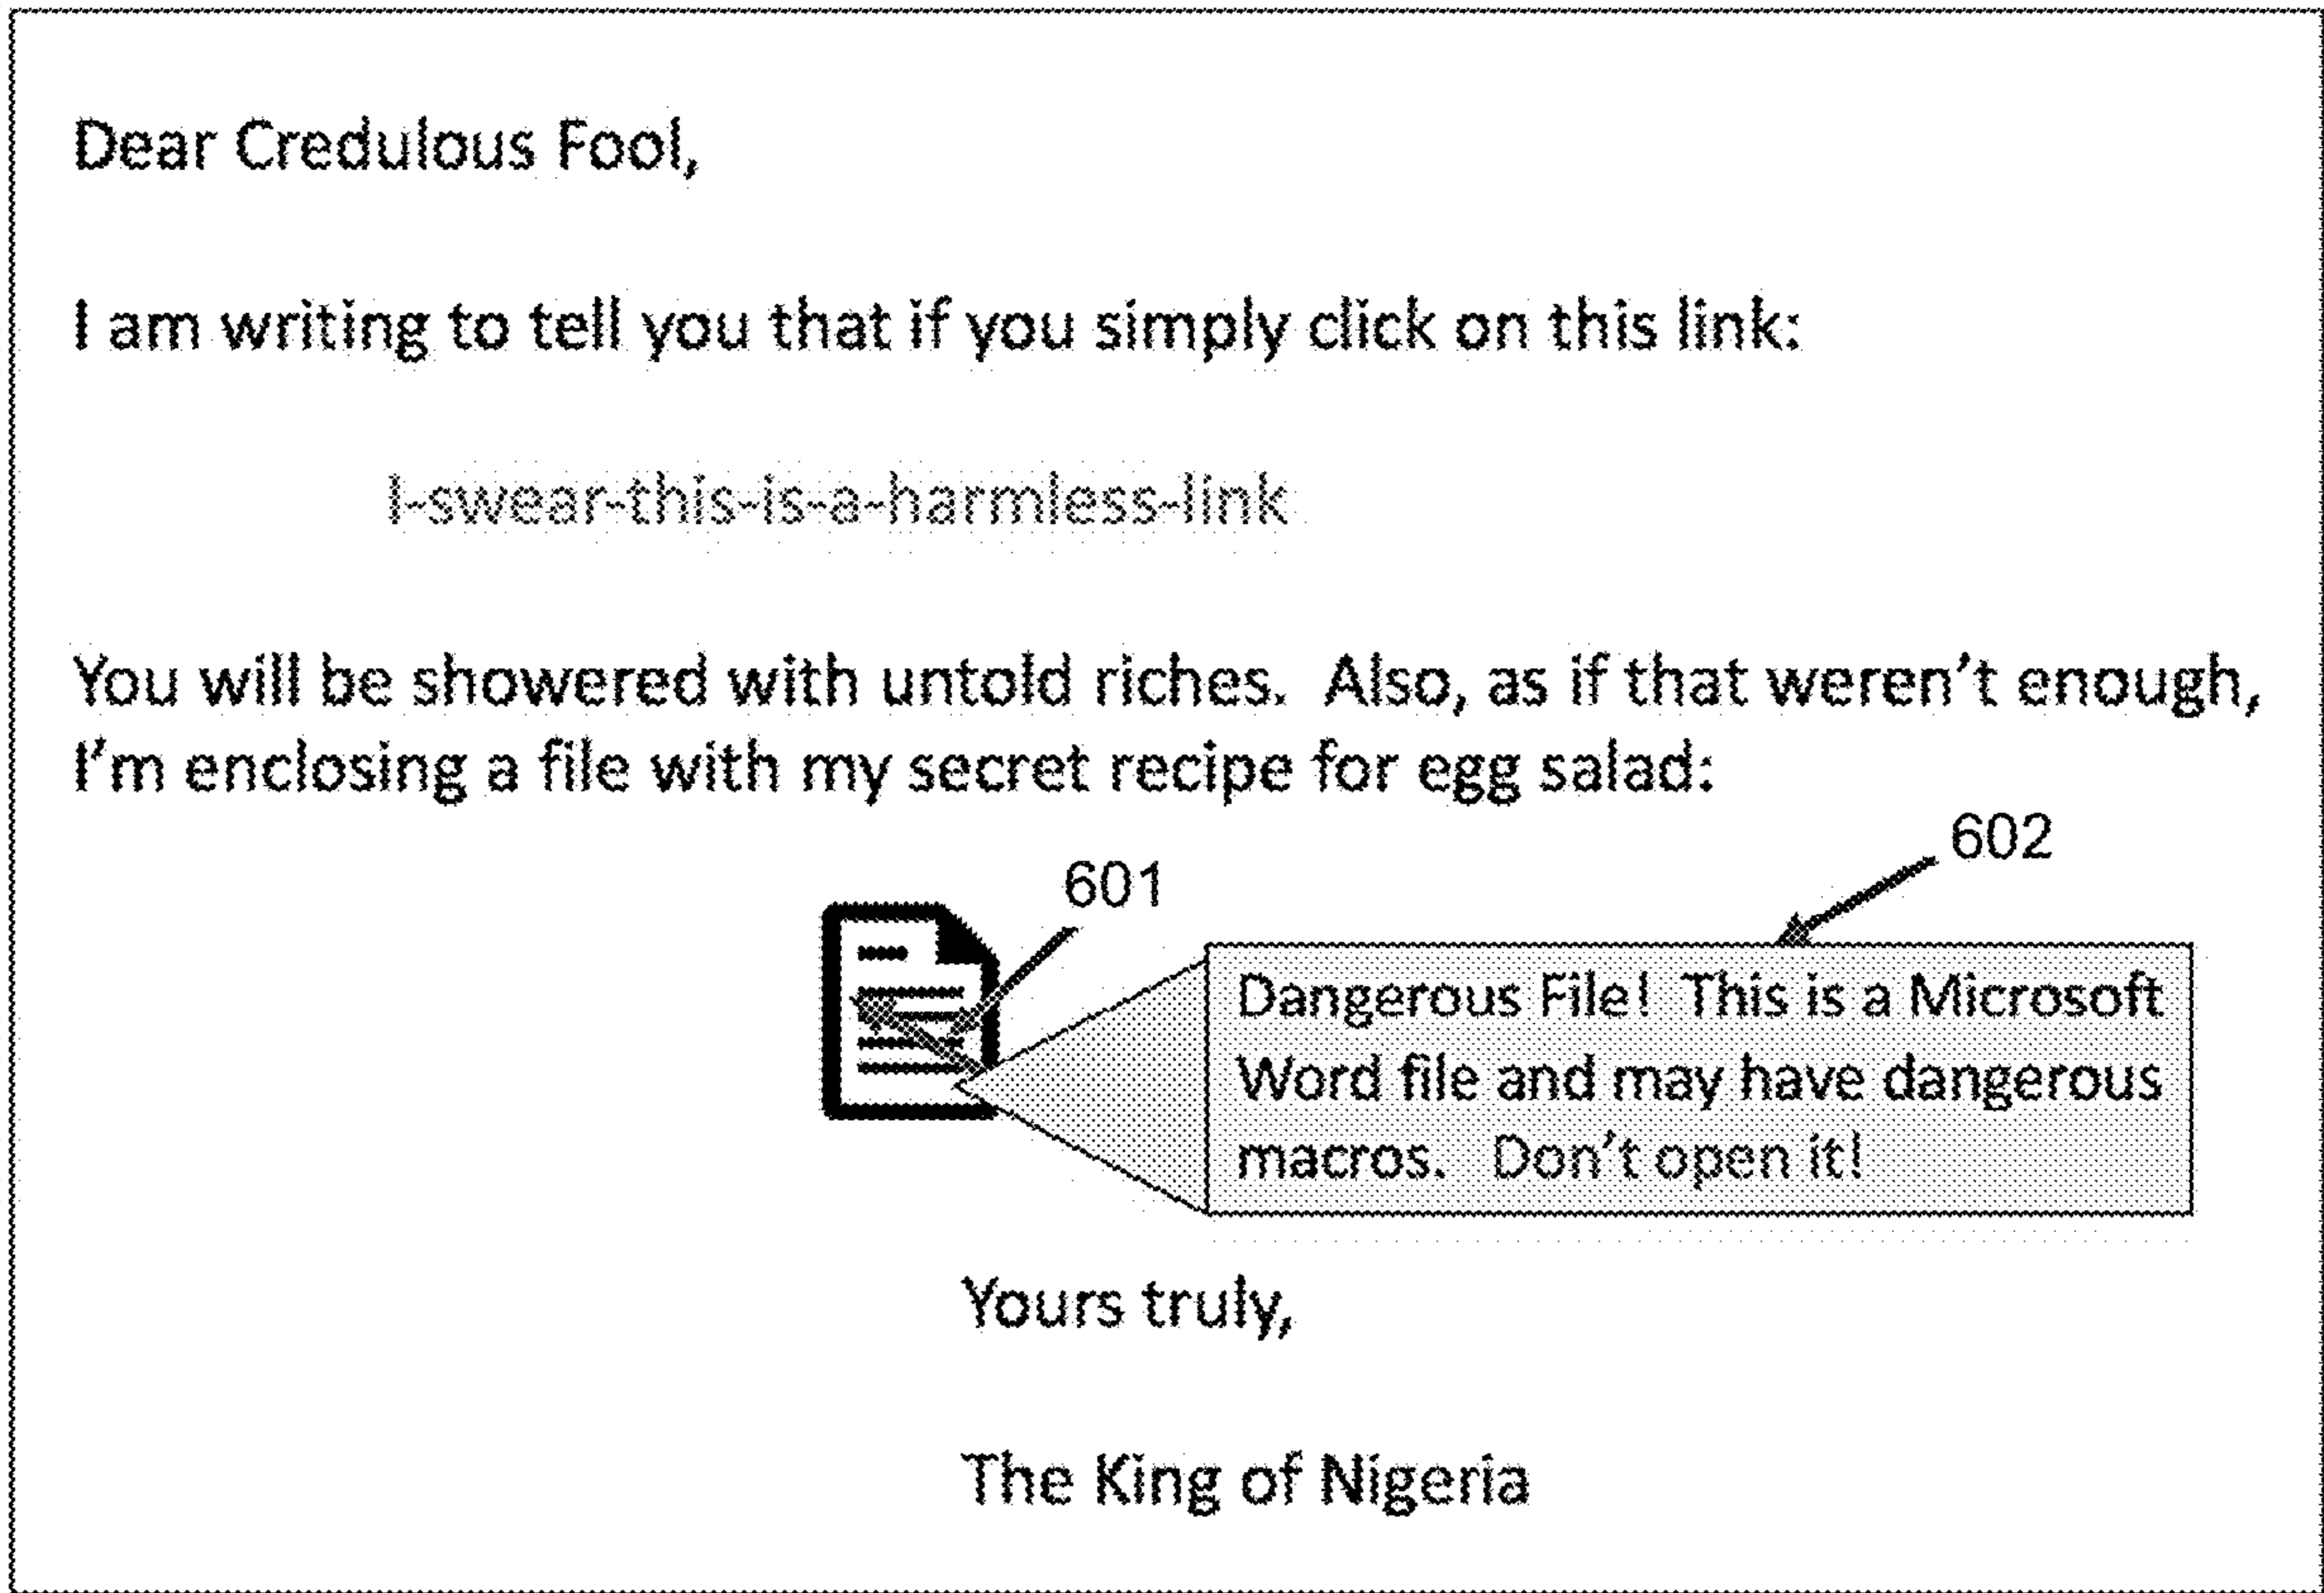 Dear Credulous Fool,
I am writing to tell you that if you simply click on this link:
I-swear-this-is-a-harmless-link
You will be showered with untold riches.  Also, as if that weren't enough,
I'm enclosing a file with my secret recipe for egg salad:
602
601
Dangerous File!  This is a Microsoft
Word file and may have dangerous
macros.   Don't open it!
Yours truly,
The King of Nigeria